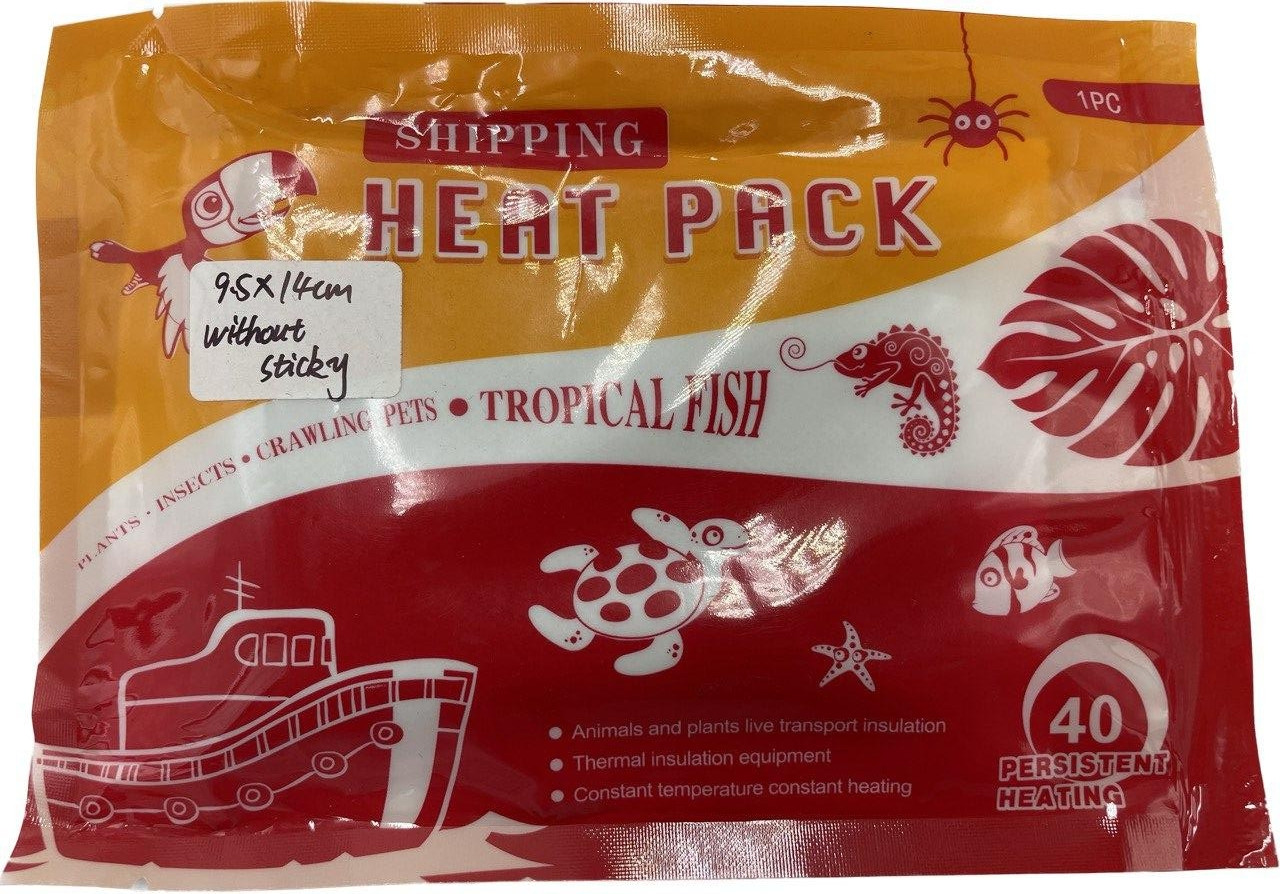 SHIPPING
1PC
HEAT PACK
9.5×14cm
without
sticky
PLANTS · INSECTS • CRAWLING PETS • TROPICAL FISH
• Animals and plants live transport insulation
• Thermal insulation equipment
• Constant temperature constant heating
40
PERSISTENT
HEATING